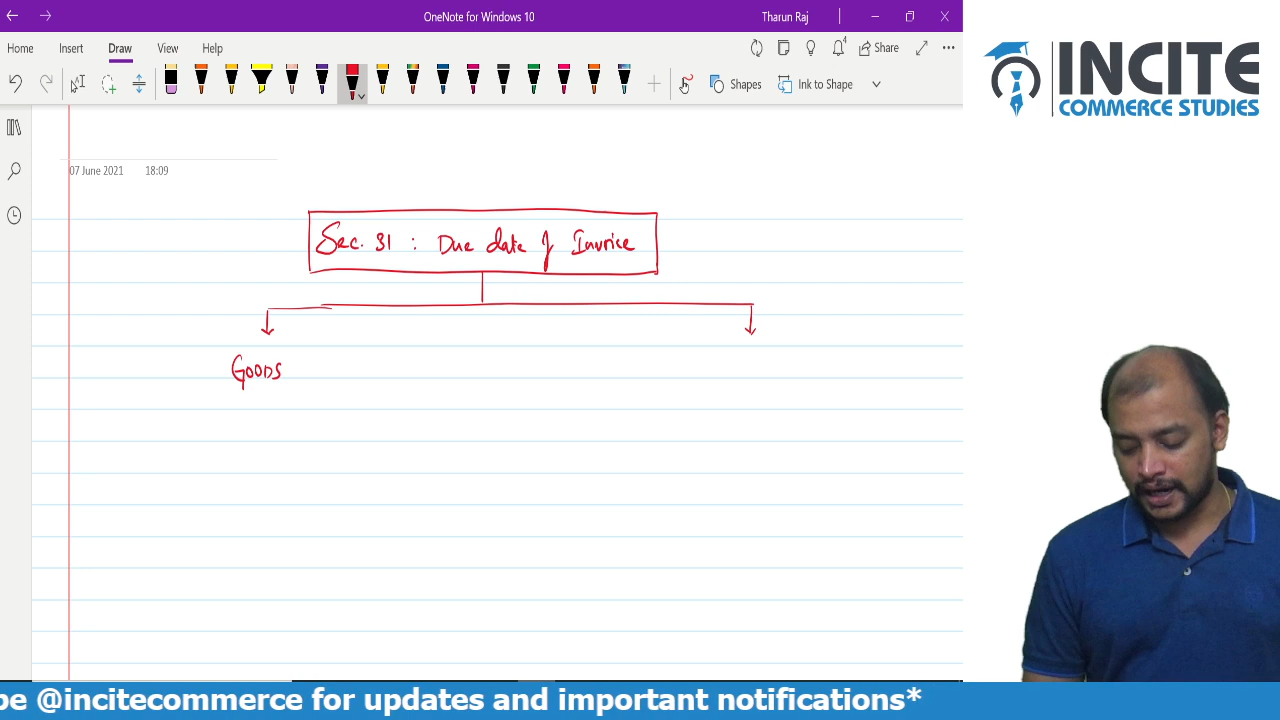 OneNote for Windows 10
Tharun Raj
Home Insert Draw View Help
4
Share
Shapes
Ink to Shape
INCITE
COMMERCE STUDIES
07 June 2021 18:09
Sec. 31 : Due date of Invoice
GOODS
be @incitecommerce for updates and important notifications*